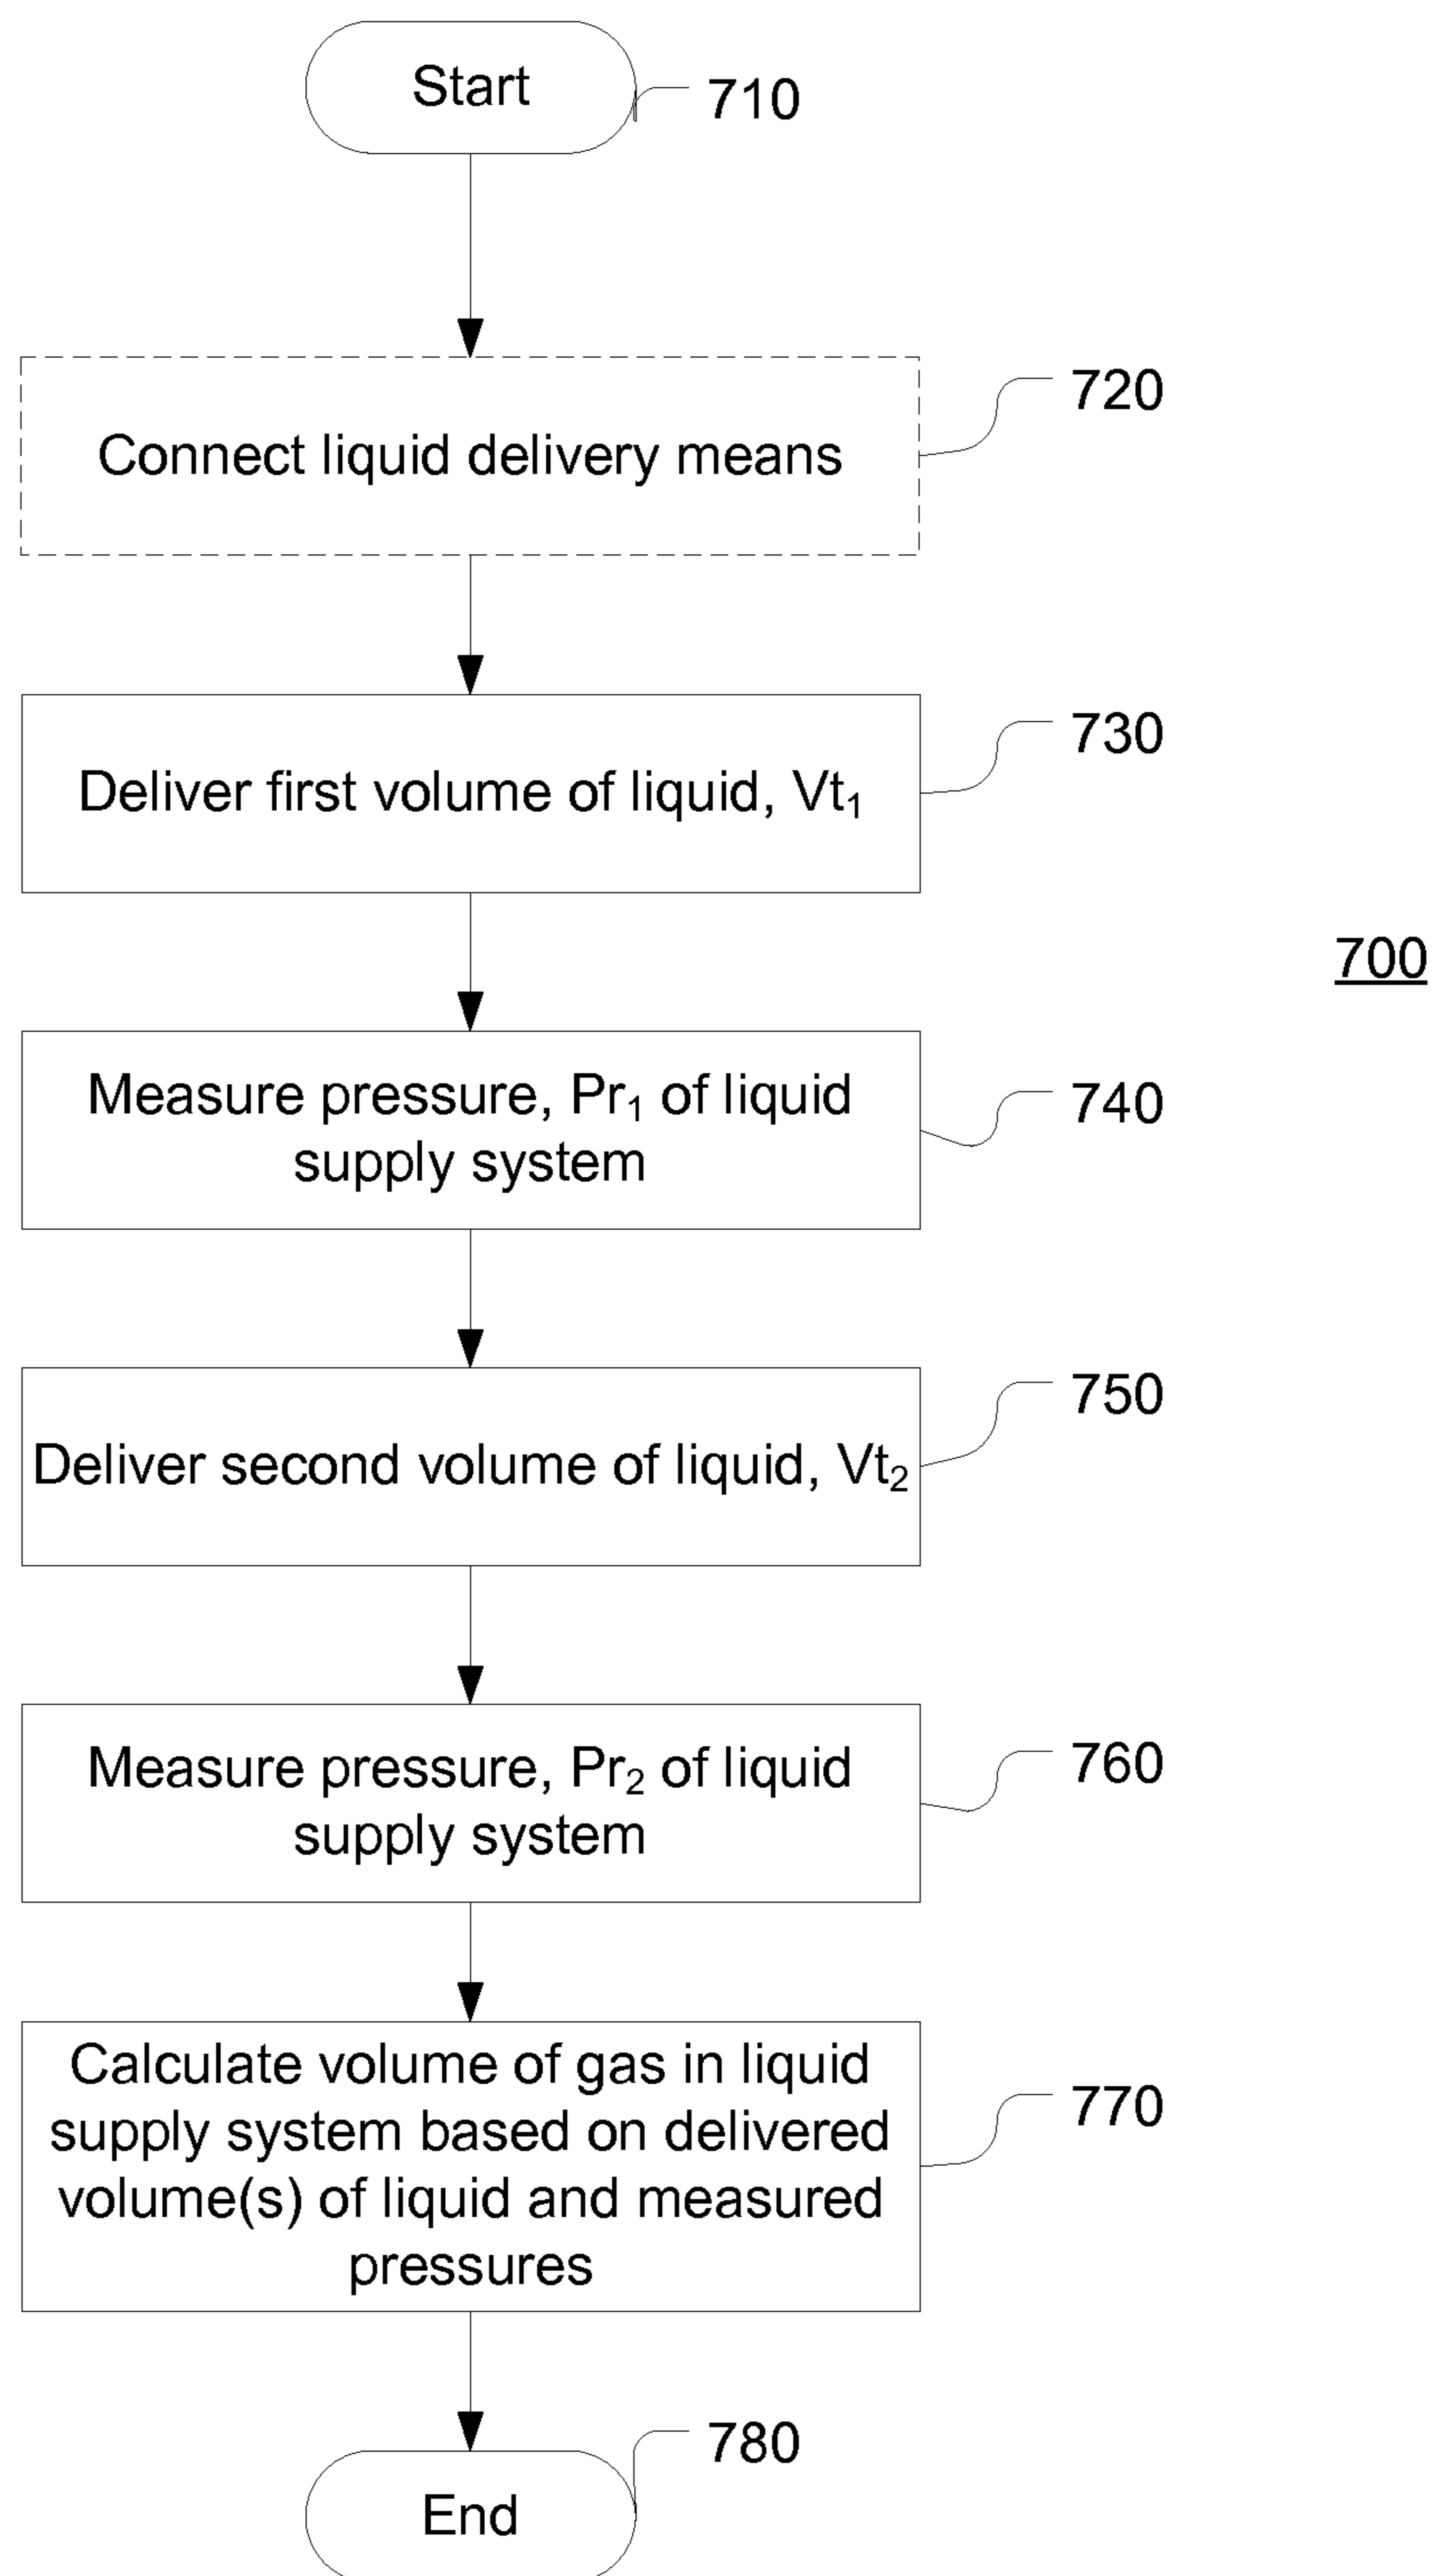 Start
710
Connect liquid delivery means
720
Deliver first volume of liquid, Vt₁
730
700
Measure pressure, Pr₁ of liquid
supply system
740
Deliver second volume of liquid, Vt₂
750
Measure pressure, Pr₂ of liquid
supply system
760
Calculate volume of gas in liquid
supply system based on delivered
volume(s) of liquid and measured
pressures
770
End
780